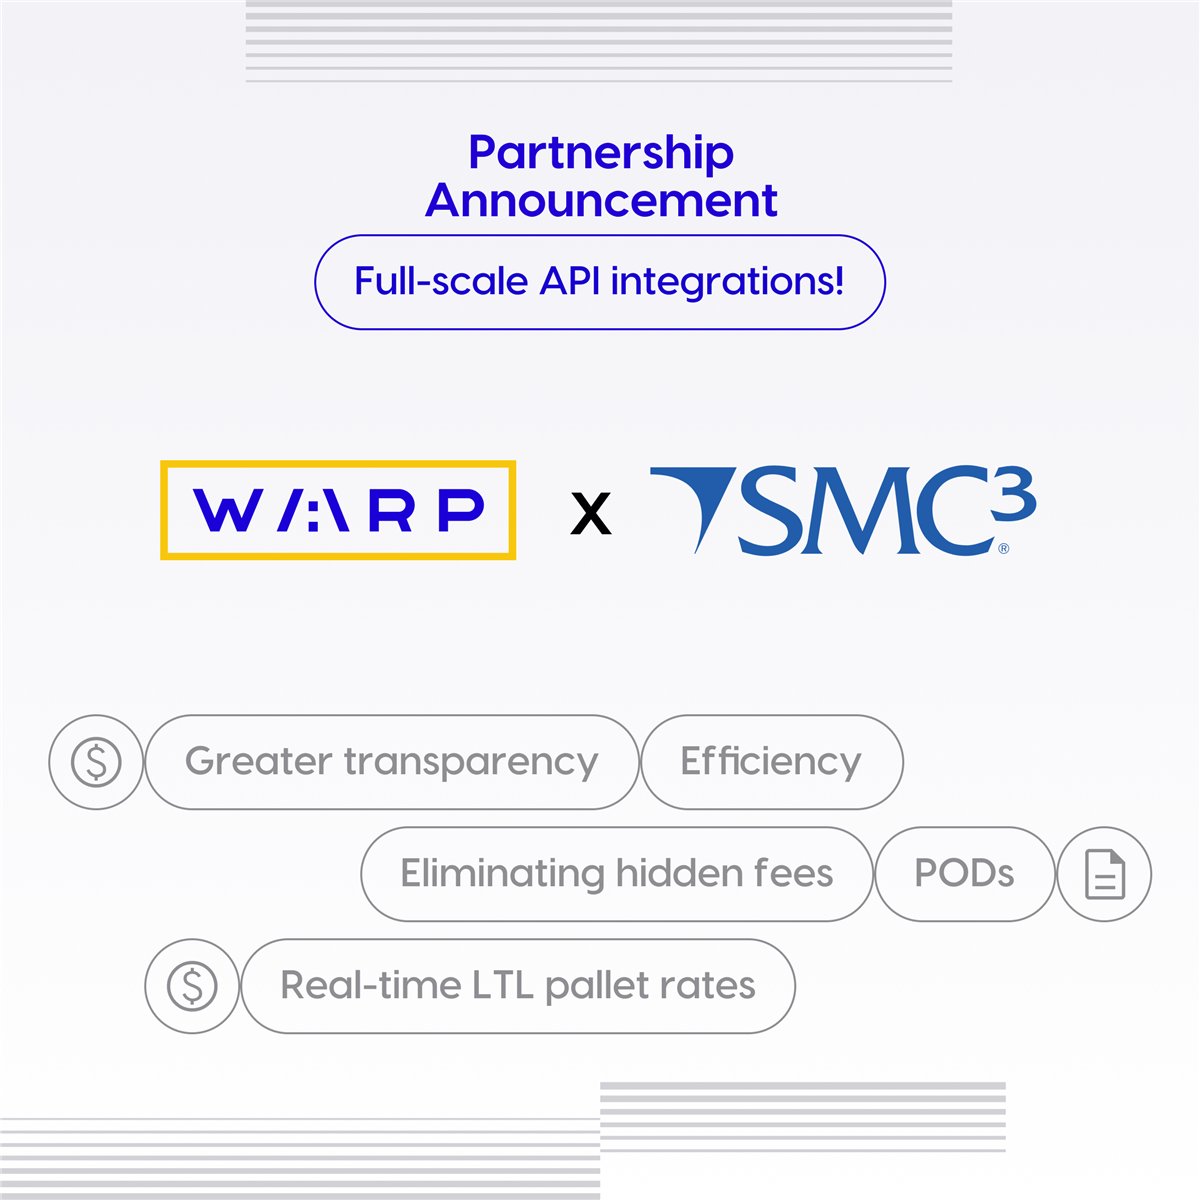 Partnership
Announcement
Full-scale API integrations!
WARP x SMC³®
Greater transparency Efficiency
Eliminating hidden fees PODs
Real-time LTL pallet rates